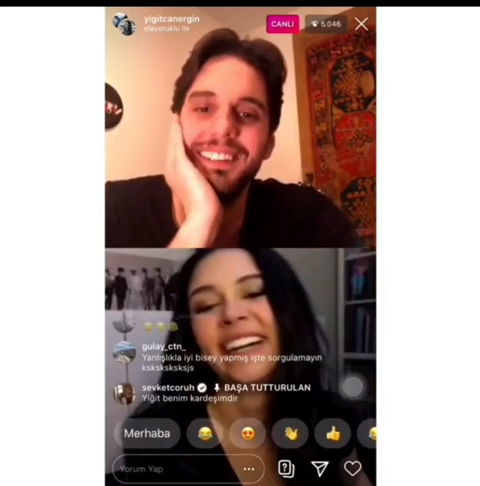 yigitcanergin
elayoruklu ile
CANLI
5.046
gulay_ctn_
Yanlışlıkla iyi bisey yapmış işte sorgulamayın
ksksksksksjs
sevketcoruh BAŞA TUTTURULAN
Yiğit benim kardeşimdir
Merhaba
Yorum Yap